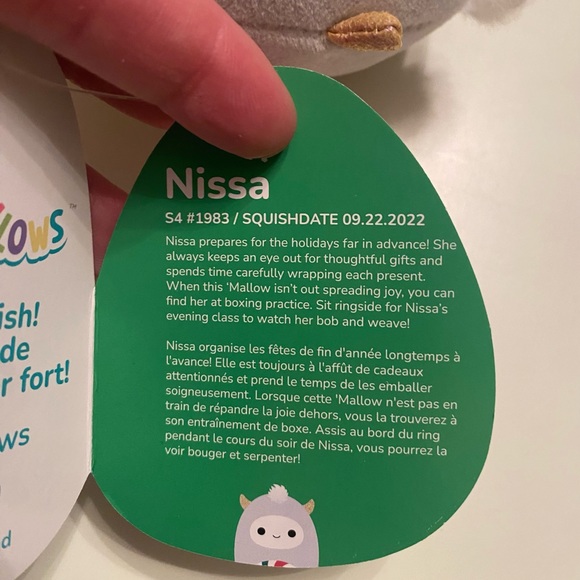 Nissa
S4 #1983 / SQUISHDATE 09.22.2022
Nissa prepares for the holidays far in advance! She
always keeps an eye out for thoughtful gifts and
spends time carefully wrapping each present.
When this 'Mallow isn't out spreading joy, you can
find her at boxing practice. Sit ringside for Nissa's
evening class to watch her bob and weave!
Nissa organise les fêtes de fin d'année longtemps à
l'avance! Elle est toujours à l'affût de cadeaux
attentionnés et prend le temps de les emballer
soigneusement. Lorsque cette 'Mallow n'est pas en
train de répandre la joie dehors, vous la trouverez à
son entraînement de boxe. Assis au bord du ring
pendant le cours du soir de Nissa, vous pourrez la
voir bouger et serpenter!
lows
TM
ish!
de
r fort!
ws
d